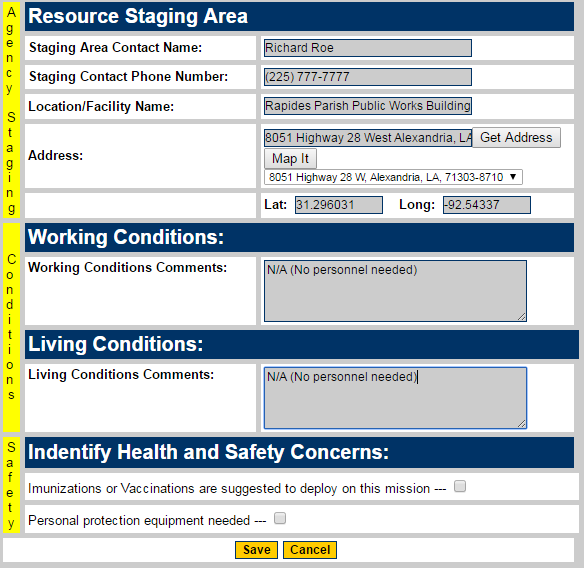 Agency Staging
Resource Staging Area
Staging Area Contact Name: Richard Roe
Staging Contact Phone Number: (225) 777-7777
Location/Facility Name: Rapides Parish Public Works Building
Address: 8051 Highway 28 West Alexandria, LA Get Address
Map It
8051 Highway 28 W, Alexandria, LA, 71303-8710
Lat: 31.296031 Long: -92.54337
Conditions
Working Conditions:
Working Conditions Comments: N/A (No personnel needed)
Living Conditions:
Living Conditions Comments: N/A (No personnel needed)
Safety
Indentify Health and Safety Concerns:
Imunizations or Vaccinations are suggested to deploy on this mission ---
Personal protection equipment needed ---
Save Cancel